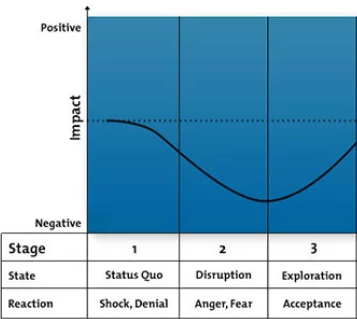 Positive
Impact
Negative
Stage 1 2 3
State Status Quo Disruption Exploration
Reaction Shock, Denial Anger, Fear Acceptance